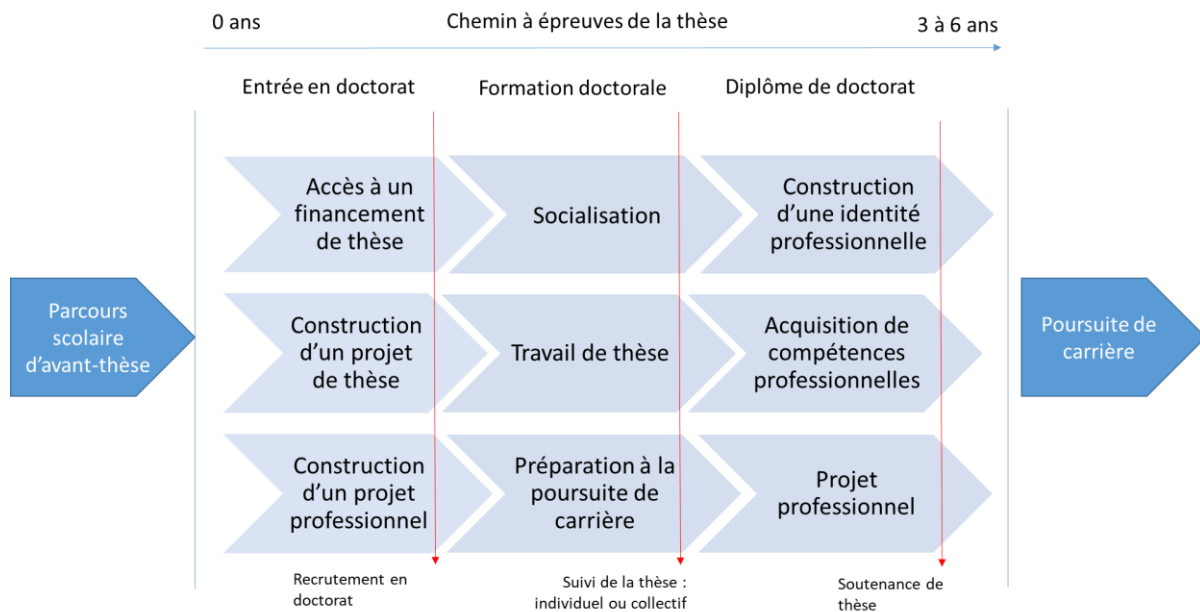 0 ans
Chemin à épreuves de la thèse
3 à 6 ans
Entrée en doctorat
Formation doctorale
Diplôme de doctorat
Parcours
scolaire
d'avant-thèse
Accès à un
financement
de thèse
Socialisation
Construction
d'une identité
professionnelle
Construction
d'un projet
de thèse
Travail de thèse
Acquisition de
compétences
professionnelles
Construction
d'un projet
professionnel
Préparation à la
poursuite de
carrière
Projet
professionnel
Poursuite de
carrière
Recrutement en
doctorat
Suivi de la thèse :
individuel ou collectif
Soutenance de
thèse